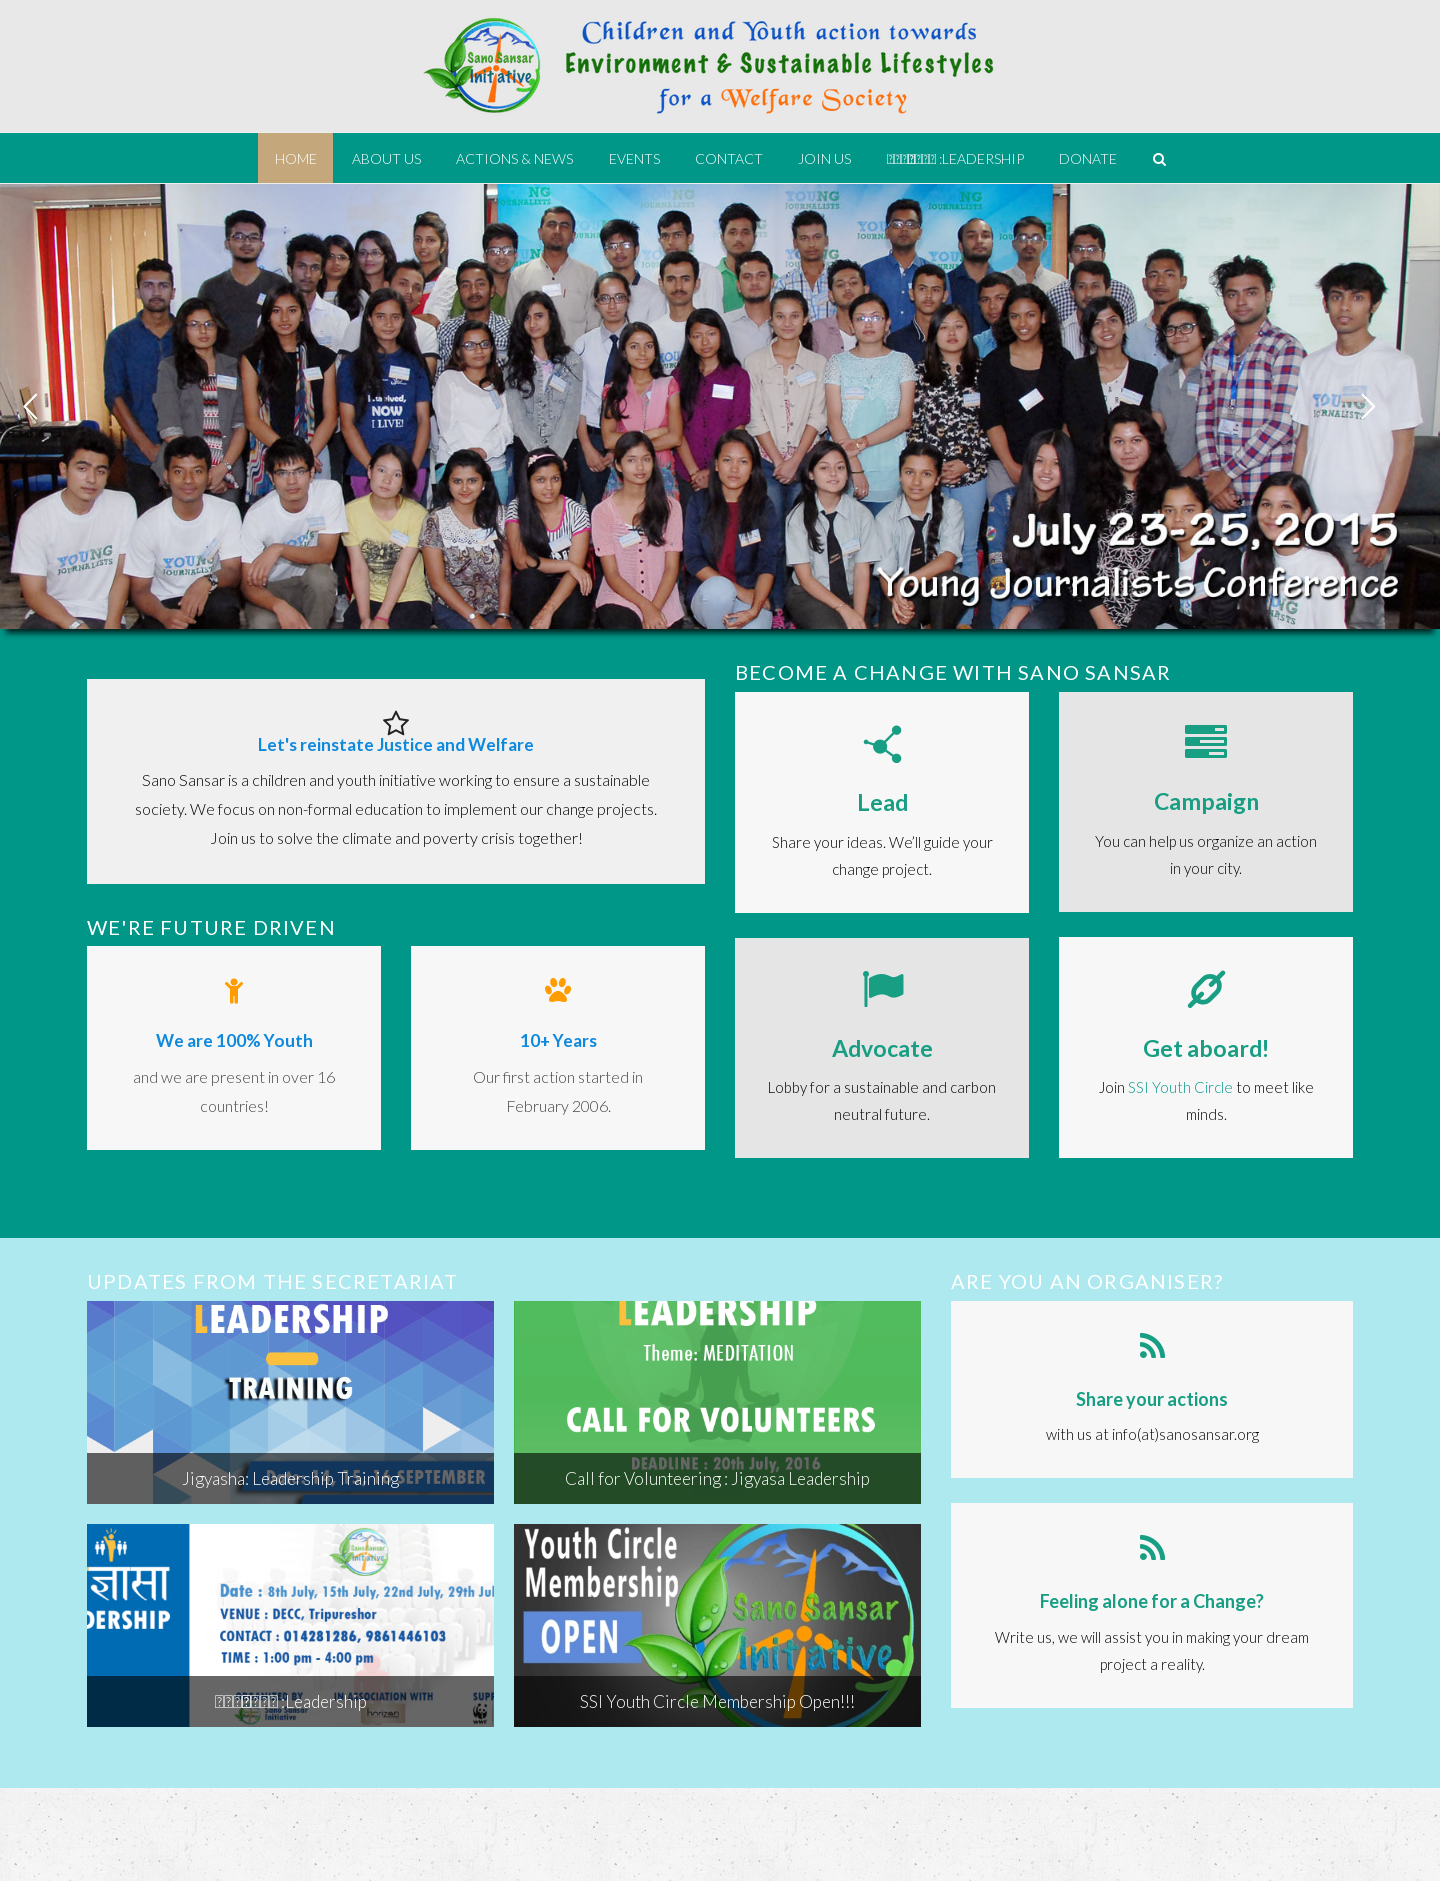 Sano Sansar
Initiative
Children and Youth action towards
Environment & Sustainable Lifestyles
for a Welfare Society
HOME ABOUT US ACTIONS & NEWS EVENTS CONTACT JOIN US :LEADERSHIP DONATE
YOUNG
JOURNALISTS
NOW
I LIVE!
YOUNG
JOURNALISTS
YOUNG
JOURNALISTS
July 23-25, 2015
Young Journalists Conference
Let's reinstate Justice and Welfare
Sano Sansar is a children and youth initiative working to ensure a sustainable
society. We focus on non-formal education to implement our change projects.
Join us to solve the climate and poverty crisis together!
WE'RE FUTURE DRIVEN
We are 100% Youth
and we are present in over 16
countries!
10+ Years
Our first action started in
February 2006.
BECOME A CHANGE WITH SANO SANSAR
Lead
Share your ideas. We’ll guide your
change project.
Campaign
You can help us organize an action
in your city.
Advocate
Lobby for a sustainable and carbon
neutral future.
Get aboard!
Join SSI Youth Circle to meet like
minds.
UPDATES FROM THE SECRETARIAT
LEADERSHIP
TRAINING
Jigyasha: Leadership Training
LEADERSHIP
Theme: MEDITATION
CALL FOR VOLUNTEERS
DEADLINE : 20th July, 2016
Call for Volunteering : Jigyasa Leadership
ज्ञासा
DERSHIP
Date : 8th July, 15th July, 22nd July, 29th Jul
VENUE : DECC, Tripureshor
CONTACT : 014281286, 9861446103
TIME : 1:00 pm - 4:00 pm
:Leadership
Youth Circle
Membership
OPEN
Sano Sansar
Initiative
SSI Youth Circle Membership Open!!!
ARE YOU AN ORGANISER?
Share your actions
with us at info(at)sanosansar.org
Feeling alone for a Change?
Write us, we will assist you in making your dream
project a reality.